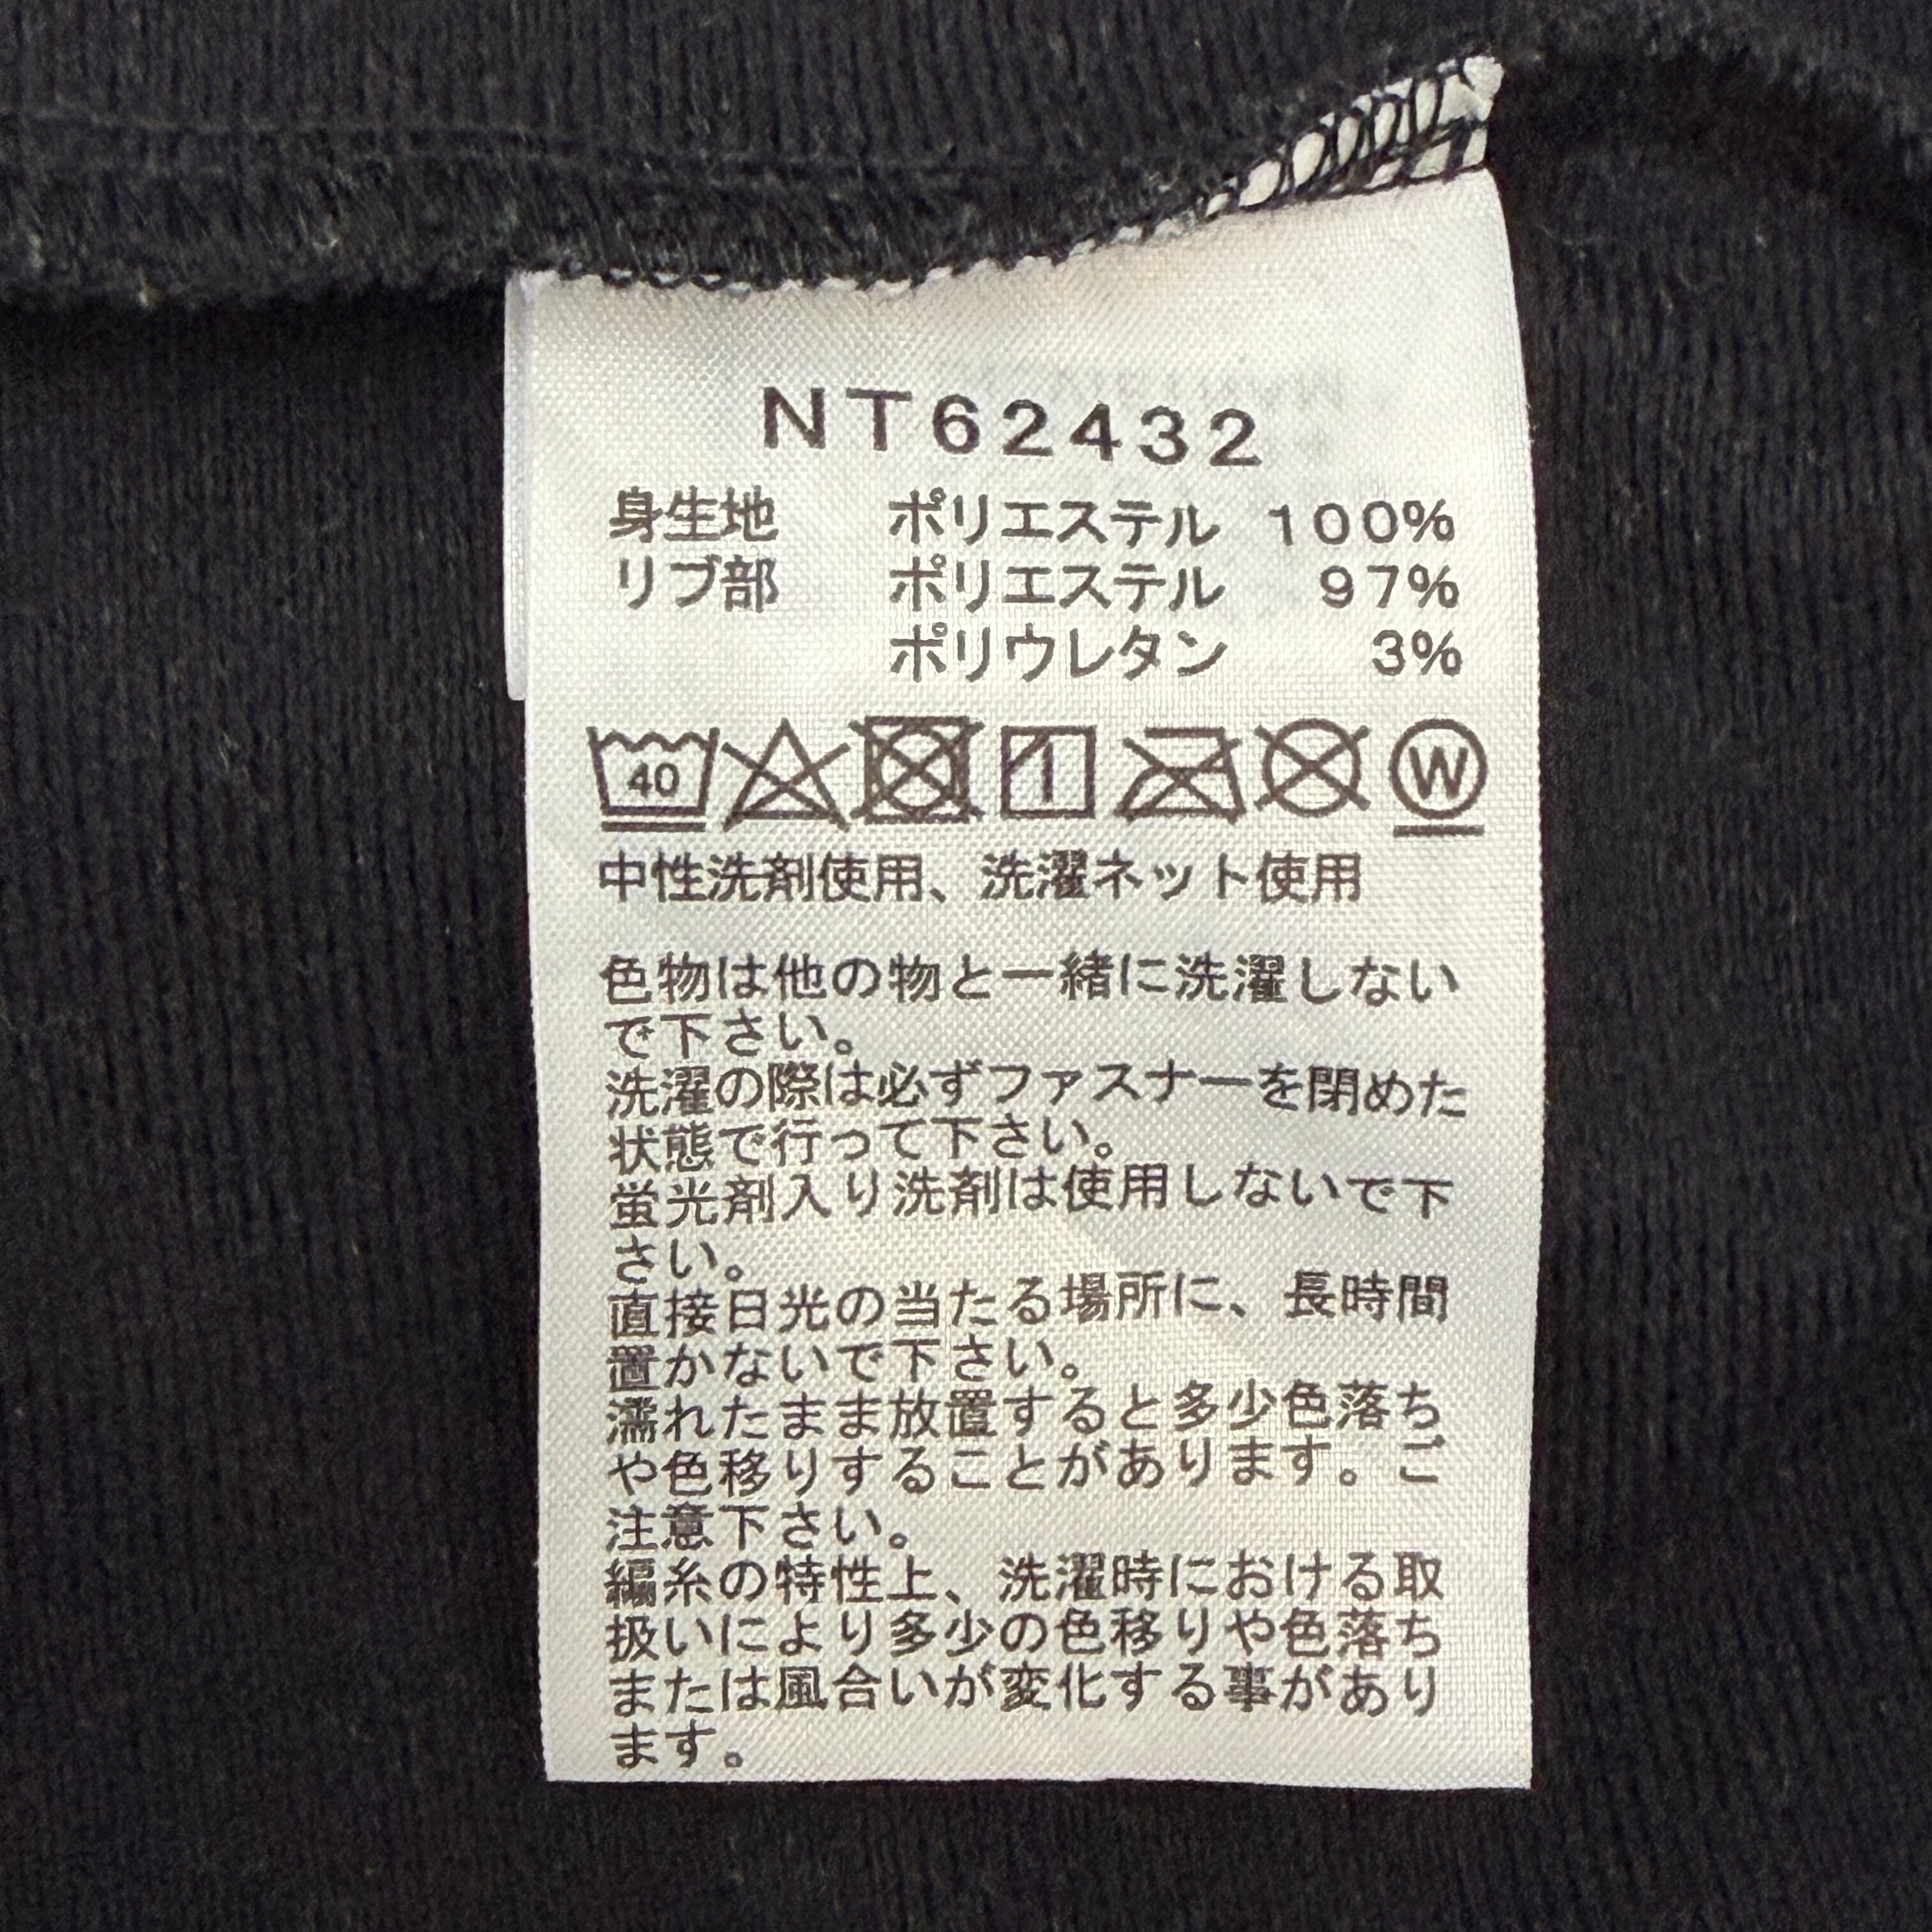 NT62432
身生地 ポリエステル 100%
リブ部 ポリエステル 97%
ポリウレタン 3%
40 W
中性洗剤使用、洗濯ネット使用
色物は他の物と一緒に洗濯しない
で下さい。
洗濯の際は必ずファスナーを閉めた
状態で行って下さい。
蛍光剤入り洗剤は使用しないで下
さい。
直接日光の当たる場所に、長時間
置かないで下さい。
濡れたまま放置すると多少色落ち
や色移りすることがあります。ご
注意下さい。
編糸の特性上、洗濯時における取
扱いにより多少の色移りや色落ち
または風合いが変化する事があり
ます。